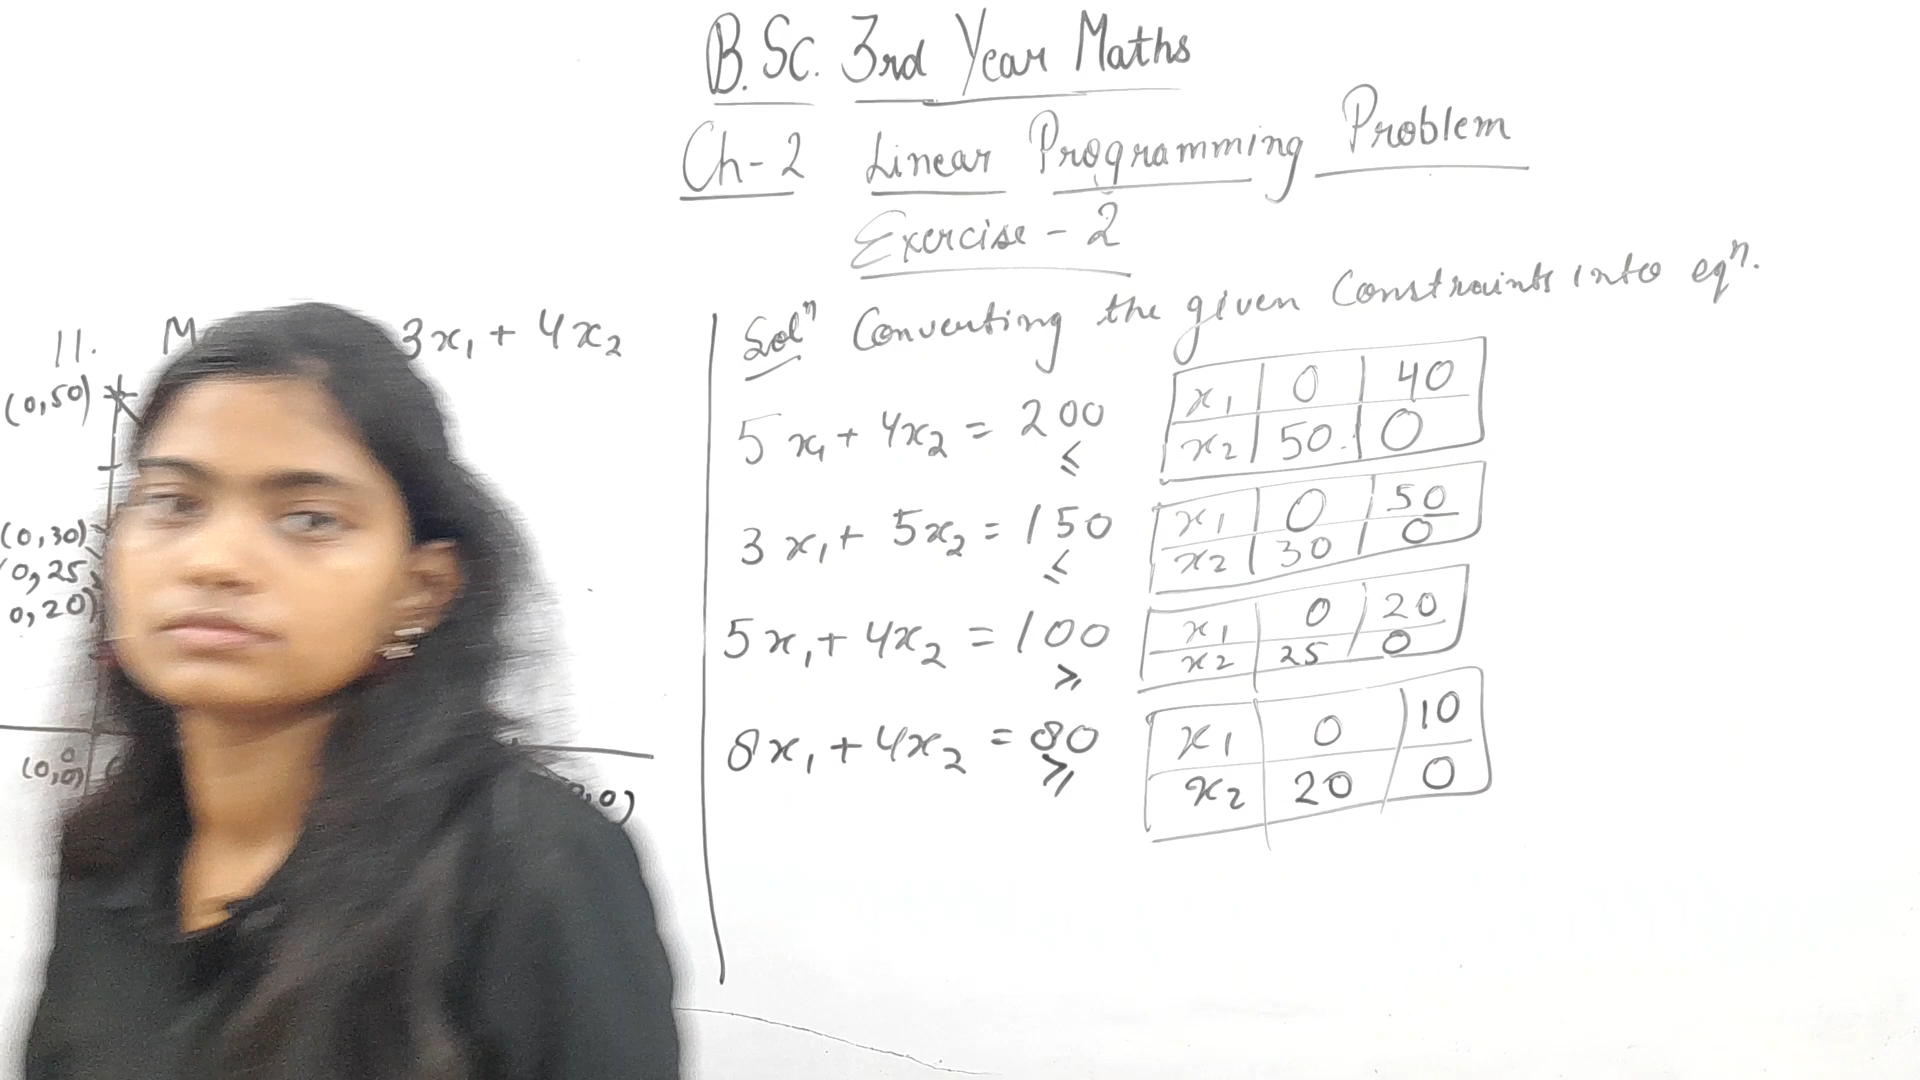 B.Sc. 3rd Year Maths
Ch-2 Linear Programming Problem
Exercise - 2
11. M 3x₁ + 4x₂
(0,50)
(0,30)
0,25
0,20)
(0,0)
,0)
Solⁿ Converting the given Constraints into eqⁿ.
5x₁ + 4x₂ = 200
≤
x₁ | 0 | 40
x₂ | 50 | 0
3x₁ + 5x₂ = 150
≤
x₁ | 0 | 50
x₂ | 30 | 0
5x₁ + 4x₂ = 100
≥
x₁ | 0 | 20
x₂ | 25 | 0
8x₁ + 4x₂ = 80
≥
x₁ | 0 | 10
x₂ | 20 | 0